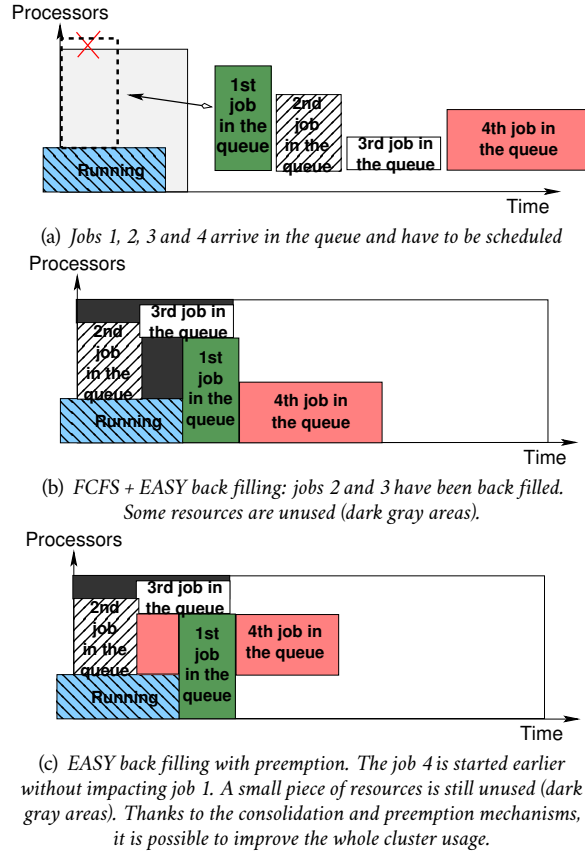 Processors
1st
job
in the
queue
2nd
job
in the
queue
3rd job in
the queue
4th job in
the queue
Running
Time
(a) Jobs 1, 2, 3 and 4 arrive in the queue and have to be scheduled
Processors
3rd job in
the queue
2nd
job
in the
queue
1st
job
in the
queue
4th job in
the queue
Running
Time
(b) FCFS + EASY back filling: jobs 2 and 3 have been back filled.
Some resources are unused (dark gray areas).
Processors
3rd job in
the queue
2nd
job
in the
queue
1st
job
in the
queue
4th job in
the queue
Running
Time
(c) EASY back filling with preemption. The job 4 is started earlier
without impacting job 1. A small piece of resources is still unused (dark
gray areas). Thanks to the consolidation and preemption mechanisms,
it is possible to improve the whole cluster usage.